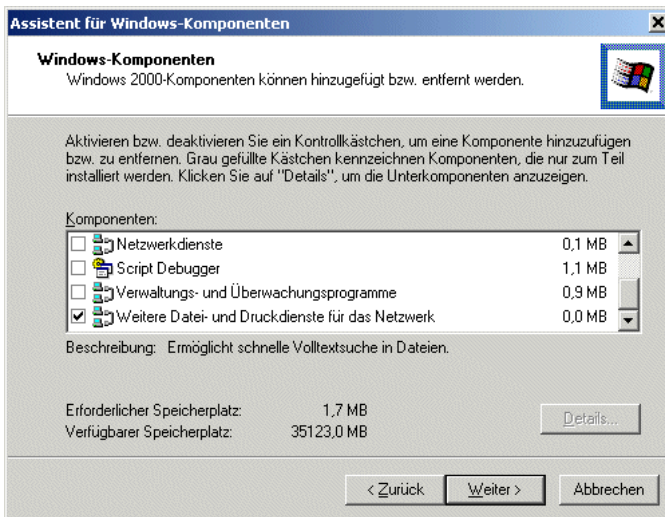 Assistent für Windows-Komponenten
Windows-Komponenten
Windows 2000-Komponenten können hinzugefügt bzw. entfernt werden.
Aktivieren bzw. deaktivieren Sie ein Kontrollkästchen, um eine Komponente hinzuzufügen
bzw. zu entfernen. Grau gefüllte Kästchen kennzeichnen Komponenten, die nur zum Teil
installiert werden. Klicken Sie auf "Details", um die Unterkomponenten anzuzeigen.
Komponenten:
Netzwerkdienste 0,1 MB
Script Debugger 1,1 MB
Verwaltungs- und Überwachungsprogramme 0,9 MB
Weitere Datei- und Druckdienste für das Netzwerk 0,0 MB
Beschreibung: Ermöglicht schnelle Volltextsuche in Dateien.
Erforderlicher Speicherplatz: 1,7 MB
Verfügbarer Speicherplatz: 35123,0 MB
Details...
< Zurück Weiter > Abbrechen